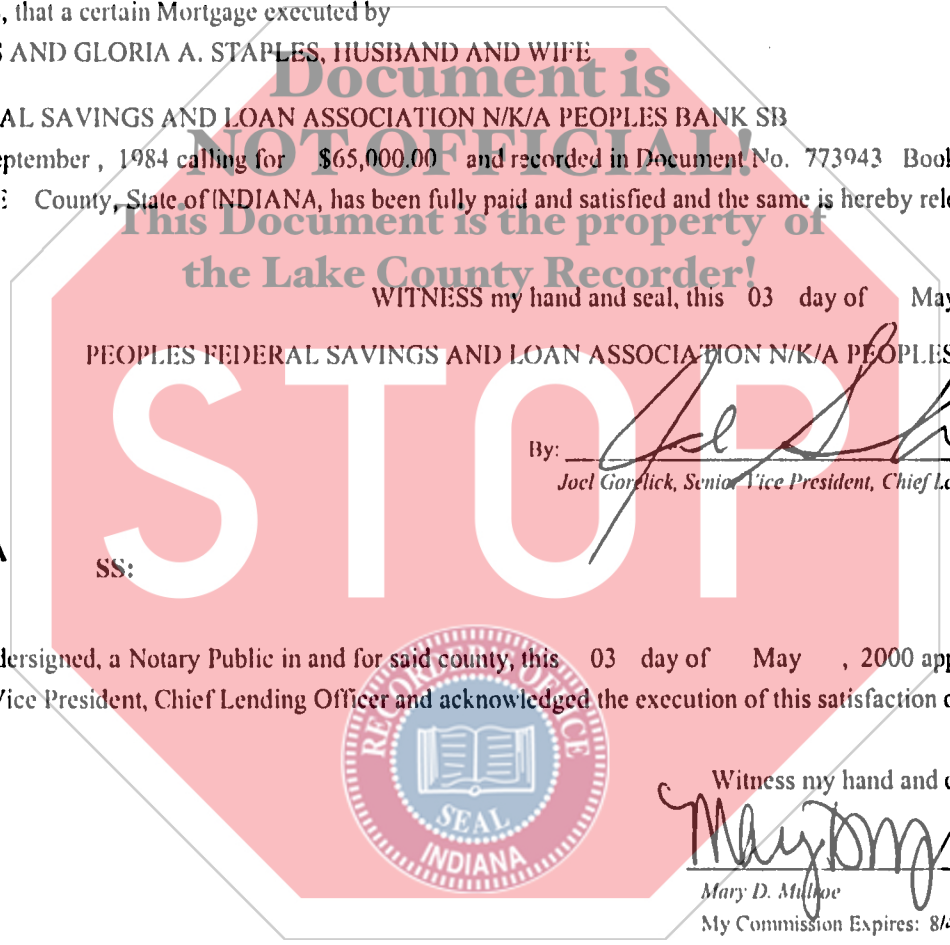 , that a certain Mortgage executed by
AND GLORIA A. STAPLES, HUSBAND AND WIFE
Document is
AL SAVINGS AND LOAN ASSOCIATION N/K/A PEOPLES BANK SB
NOT OFFICIAL!
eptember , 1984 calling for $65,000.00 and recorded in Document No. 773943 Book
County, State of INDIANA, has been fully paid and satisfied and the same is hereby rele
This Document is the property of
the Lake County Recorder!
WITNESS my hand and seal, this 03 day of May
PEOPLES FEDERAL SAVINGS AND LOAN ASSOCIATION N/K/A PEOPLES
STOP
By:
Joel Gorelick, Senior Vice President, Chief Le
SS:
dersigned, a Notary Public in and for said county, this 03 day of May , 2000 app
Vice President, Chief Lending Officer and acknowledged the execution of this satisfaction o
RECORDER'S OFFICE
SEAL
INDIANA
Witness my hand and o
Mary D. Mulroe
My Commission Expires: 8/4